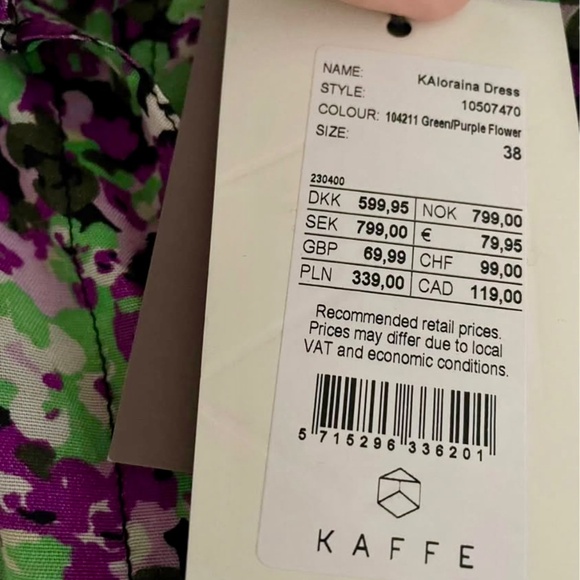 NAME: KAloraina Dress
STYLE: 10507470
COLOUR: 104211 Green/Purple Flower
SIZE: 38
230400
DKK 599,95 NOK 799,00
SEK 799,00 € 79,95
GBP 69,99 CHF 99,00
PLN 339,00 CAD 119,00
Recommended retail prices.
Prices may differ due to local
VAT and economic conditions.
5 715296 336201
KAFFE